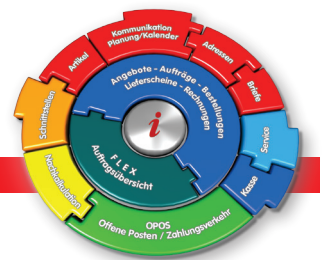 Kommunikation
Planung/Kalender
Adressen
Briefe
Service
Kasse
OPOS
Offene Posten / Zahlungsverkehr
Nachkalkulation
Schnittstellen
Artikel
Angebote - Aufträge - Bestellungen
Lieferscheine - Rechnungen
FLEX
Auftragsübersicht
i